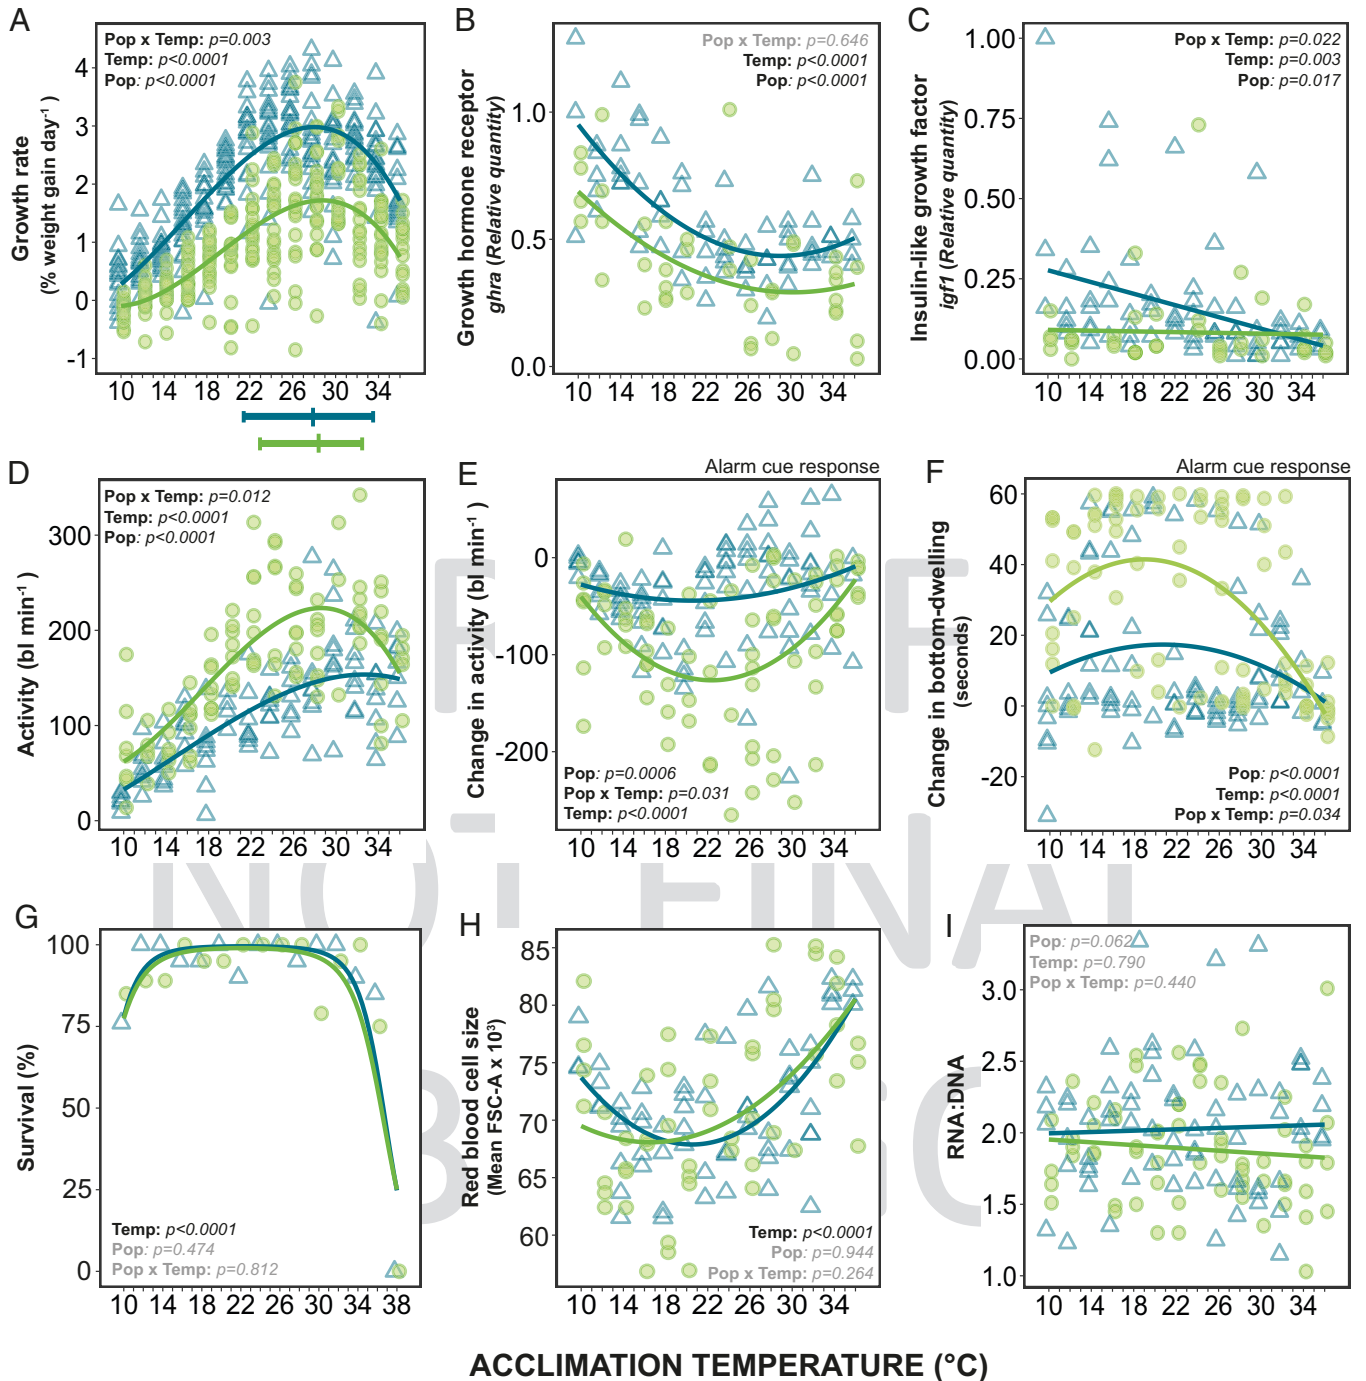 A
Pop x Temp: p=0.003
Temp: p<0.0001
Pop: p<0.0001
Growth rate
(% weight gain day-1 )
4
3
2
1
0
-1
10 14 18 22 26 30 34
B
Pop x Temp: p=0.646
Temp: p<0.0001
Pop: p<0.0001
Growth hormone receptor
ghra (Relative quantity)
1.0
0.5
0.0
10 14 18 22 26 30 34
C
Pop x Temp: p=0.022
Temp: p=0.003
Pop: p=0.017
Insulin-like growth factor
igf1 (Relative quantity)
1.00
0.75
0.50
0.25
0.00
10 14 18 22 26 30 34
D
Pop x Temp: p=0.012
Temp: p<0.0001
Pop: p<0.0001
Activity (bl min-1 )
300
200
100
0
10 14 18 22 26 30 34
E
Alarm cue response
Change in activity (bl min-1 )
0
-100
-200
Pop: p=0.0006
Pop x Temp: p=0.031
Temp: p<0.0001
10 14 18 22 26 30 34
F
Alarm cue response
Change in bottom-dwelling
(seconds)
60
40
20
0
-20
Pop: p<0.0001
Temp: p<0.0001
Pop x Temp: p=0.034
10 14 18 22 26 30 34
G
Survival (%)
100
75
50
25
0
Temp: p<0.0001
Pop: p=0.474
Pop x Temp: p=0.812
10 14 18 22 26 30 34 38
H
Red blood cell size
(Mean FSC-A x 103)
85
80
75
70
65
60
Temp: p<0.0001
Pop: p=0.944
Pop x Temp: p=0.264
10 14 18 22 26 30 34
I
Pop: p=0.062
Temp: p=0.790
Pop x Temp: p=0.440
RNA:DNA
3.0
2.5
2.0
1.5
1.0
10 14 18 22 26 30 34
NOT FINAL
ACCLIMATION TEMPERATURE (°C)